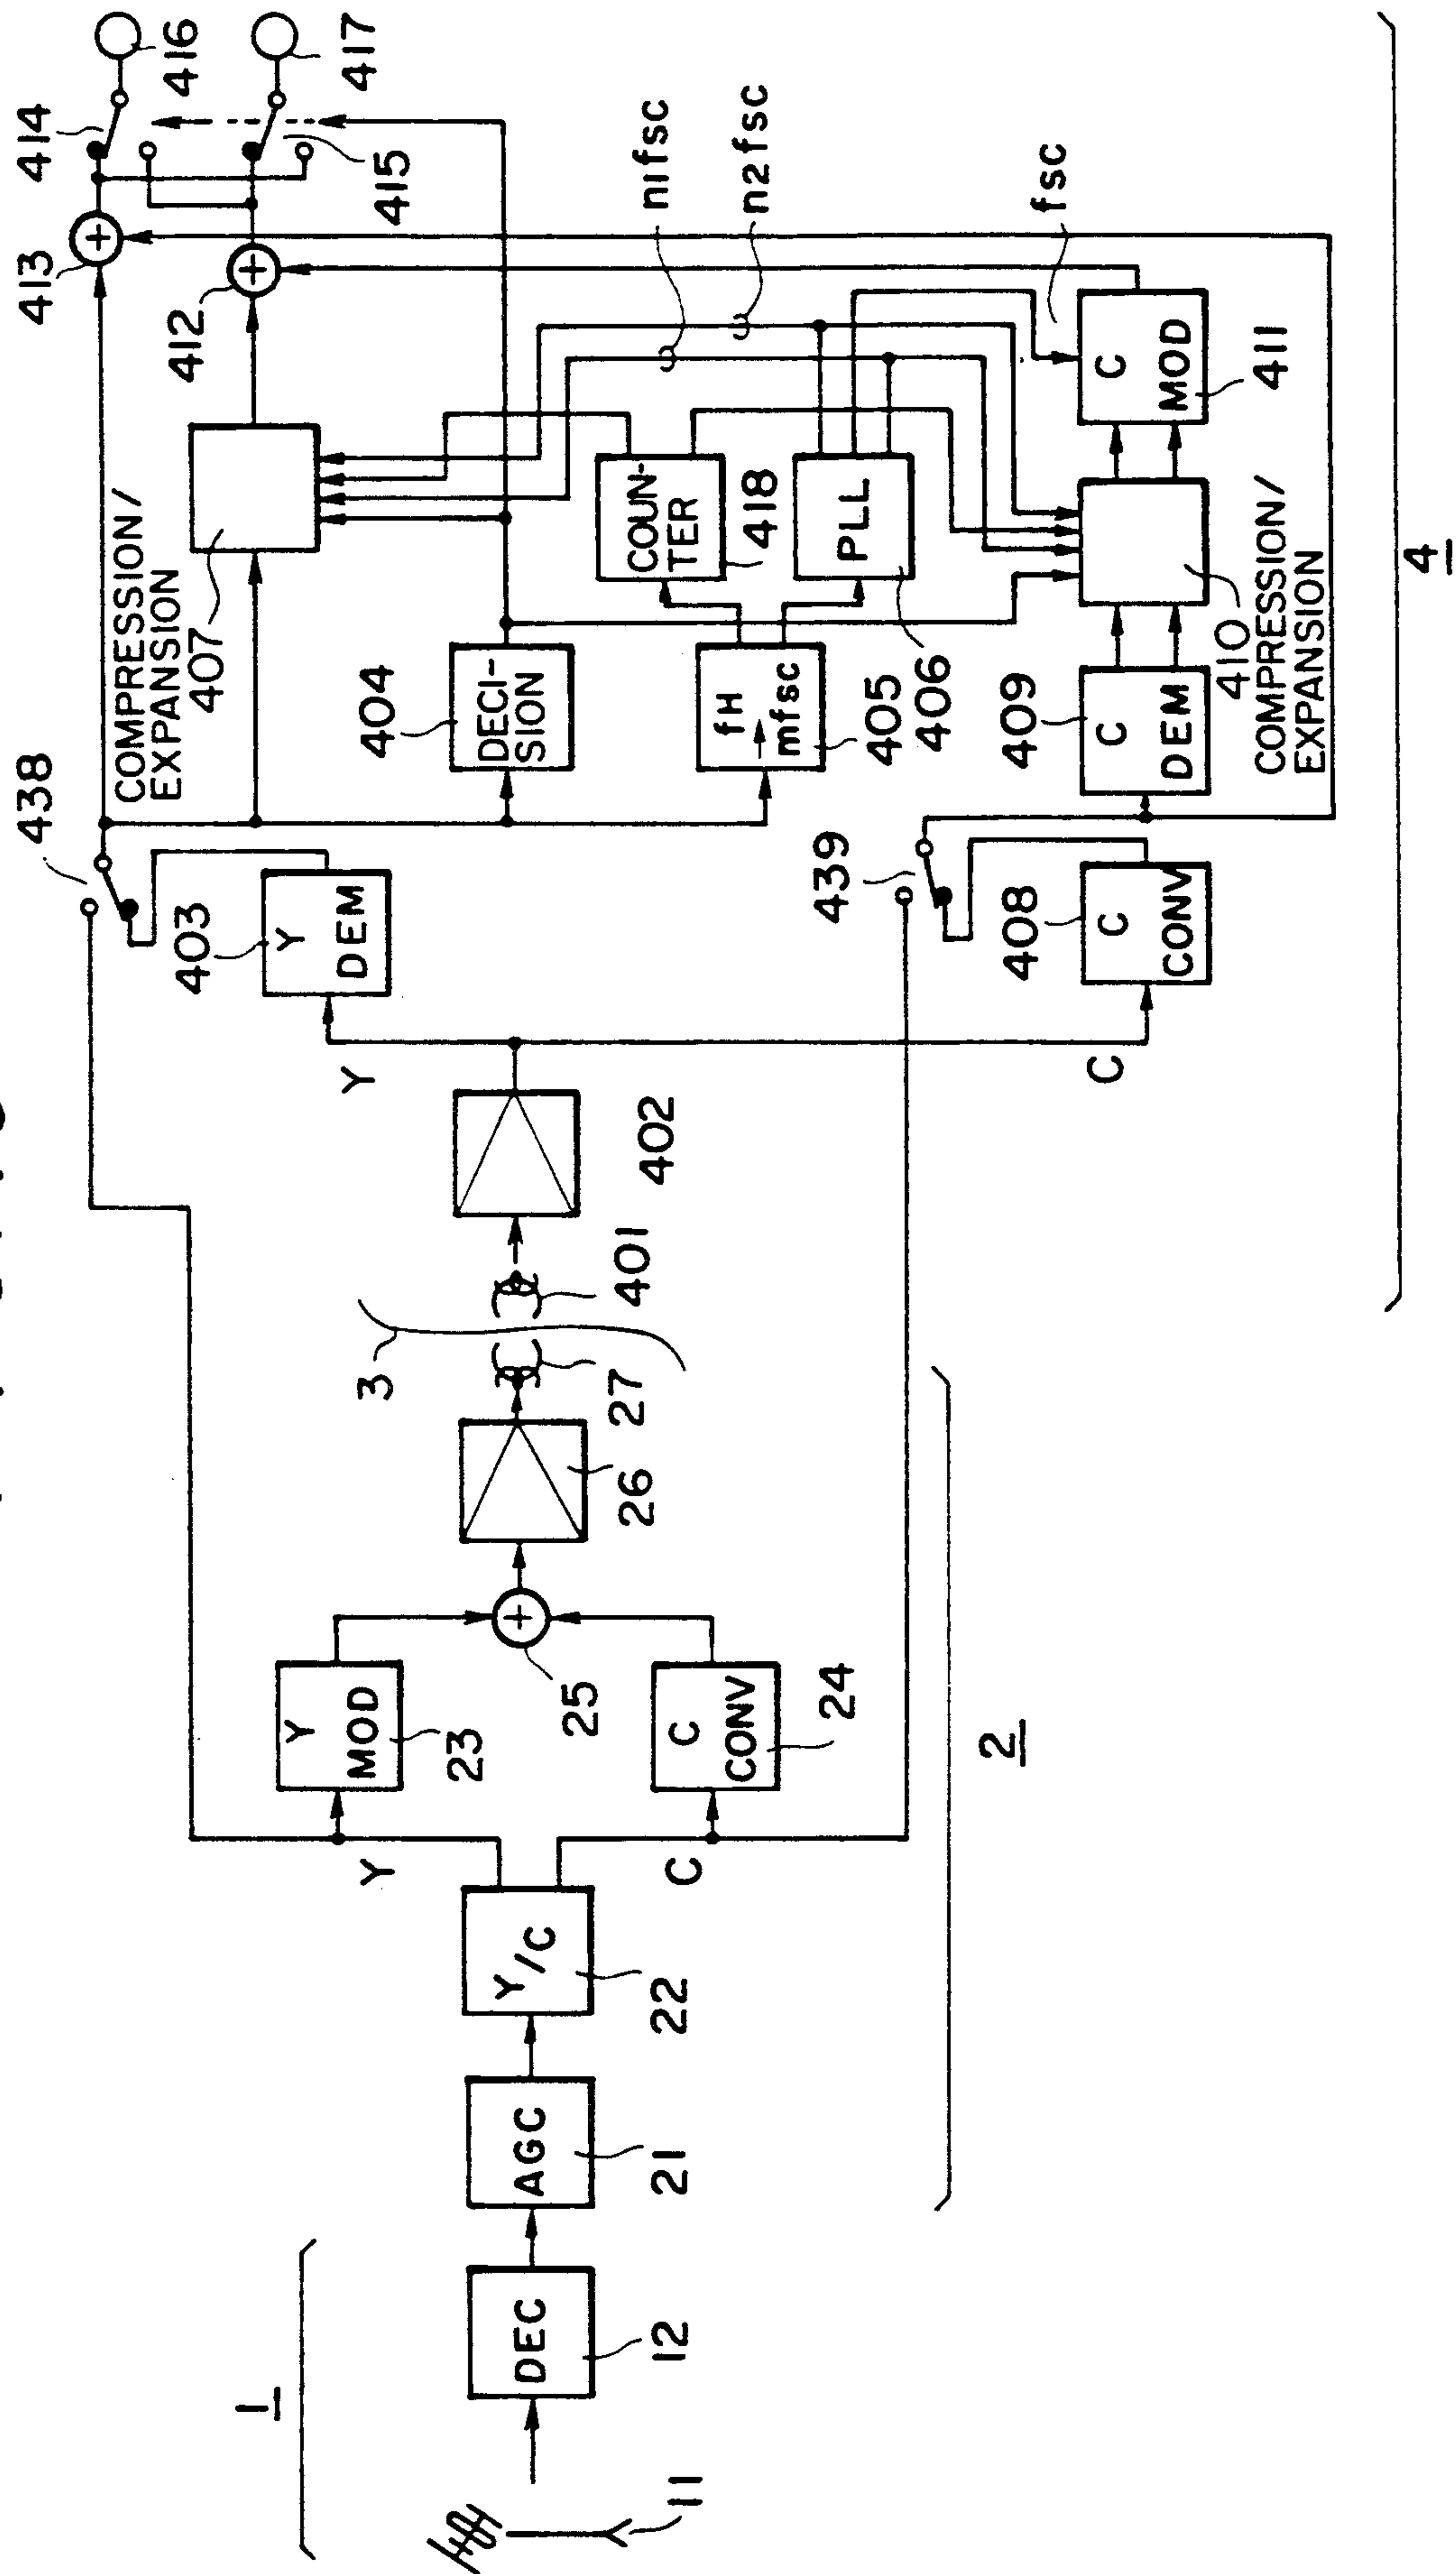 1
11
DEC
12
AGC
21
Y/C
22
Y
C
Y
MOD
23
C
CONV
24
+
25
26
27
2
3
401
402
Y
C
Y
DEM
403
C
CONV
408
438
439
COMPRESSION/
EXPANSION
407
DECI-
SION
404
fH
→
mfsc
405
COUN-
TER
418
PLL
406
C
DEM
409
410
COMPRESSION/
EXPANSION
C
MOD
411
n1fsc
n2fsc
fsc
+
412
+
413
414
415
416
417
4